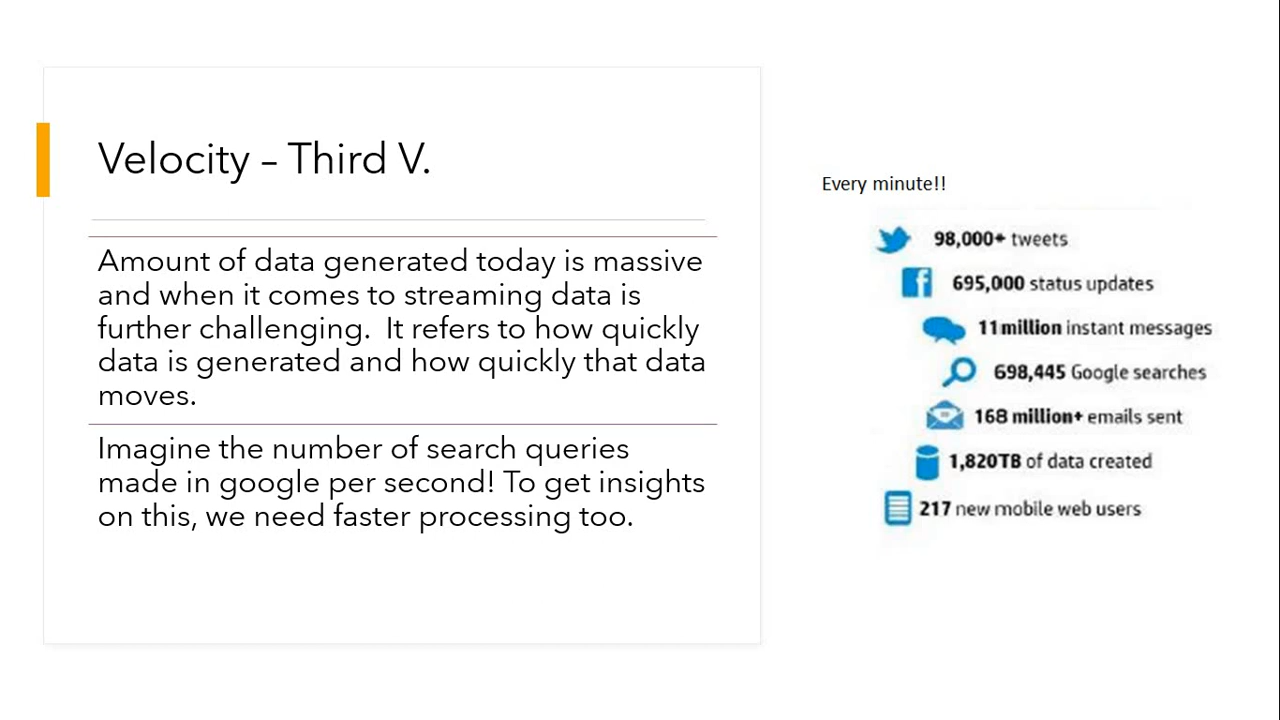 Velocity – Third V.
Amount of data generated today is massive
and when it comes to streaming data is
further challenging.  It refers to how quickly
data is generated and how quickly that data
moves.
Imagine the number of search queries
made in google per second! To get insights
on this, we need faster processing too.
Every minute!!
98,000+ tweets
695,000 status updates
11million instant messages
698,445 Google searches
168 million+ emails sent
1,820TB of data created
217 new mobile web users